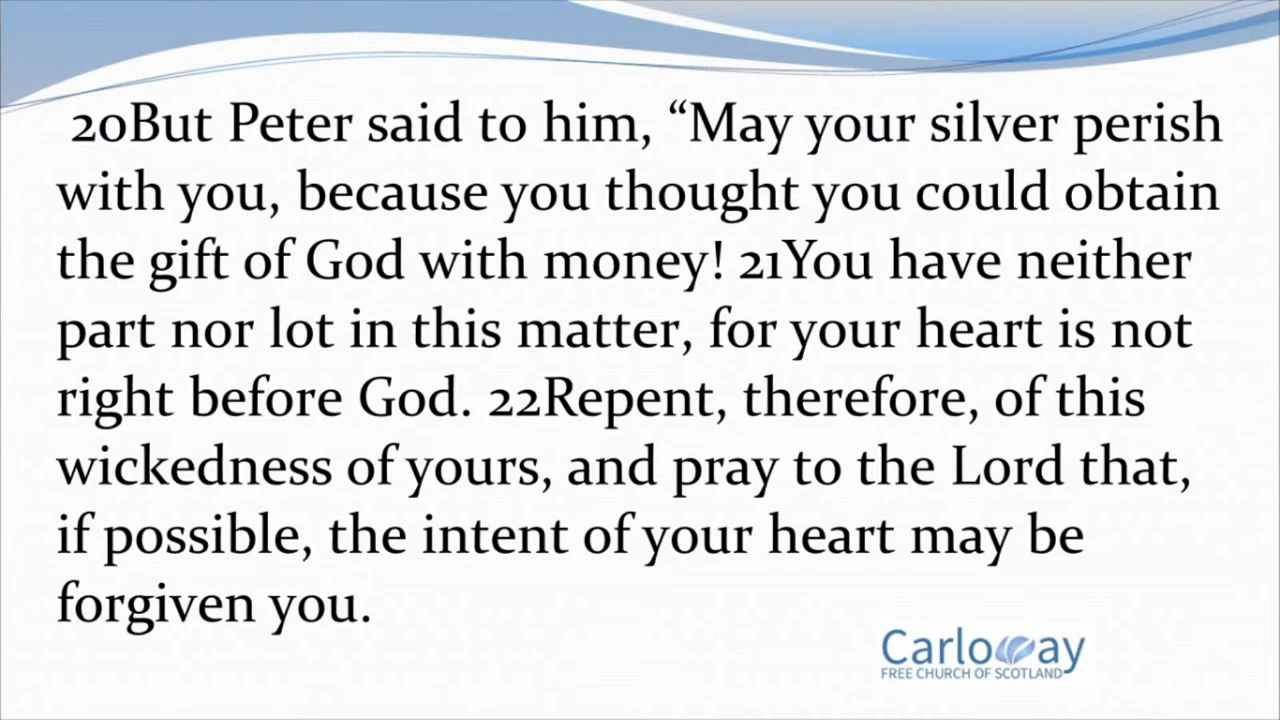 20But Peter said to him, “May your silver perish
with you, because you thought you could obtain
the gift of God with money! 21You have neither
part nor lot in this matter, for your heart is not
right before God. 22Repent, therefore, of this
wickedness of yours, and pray to the Lord that,
if possible, the intent of your heart may be
forgiven you.
Carloway
FREE CHURCH OF SCOTLAND